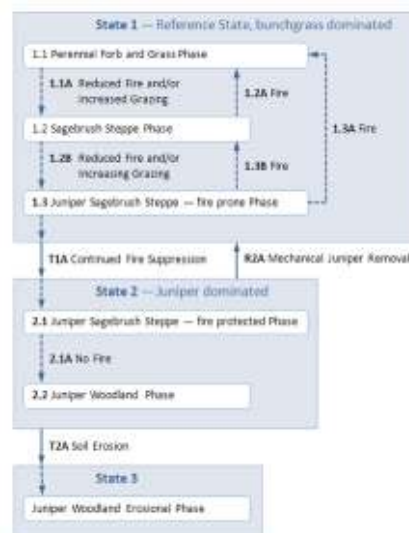 State 1 — Reference State, bunchgrass dominated
1.1 Perennial Forb and Grass Phase
1.1A Reduced Fire and/or
Increased Grazing
1.2A Fire
1.3A Fire
1.2 Sagebrush Steppe Phase
1.2B Reduced Fire and/or
Increasing Grazing
1.3B Fire
1.3 Juniper Sagebrush Steppe — fire prone Phase
T1A Continued Fire Suppression
R2A Mechanical Juniper Removal
State 2 — Juniper dominated
2.1 Juniper Sagebrush Steppe — fire protected Phase
2.1A No Fire
2.2 Juniper Woodland Phase
T2A Soil Erosion
State 3
Juniper Woodland Erosional Phase